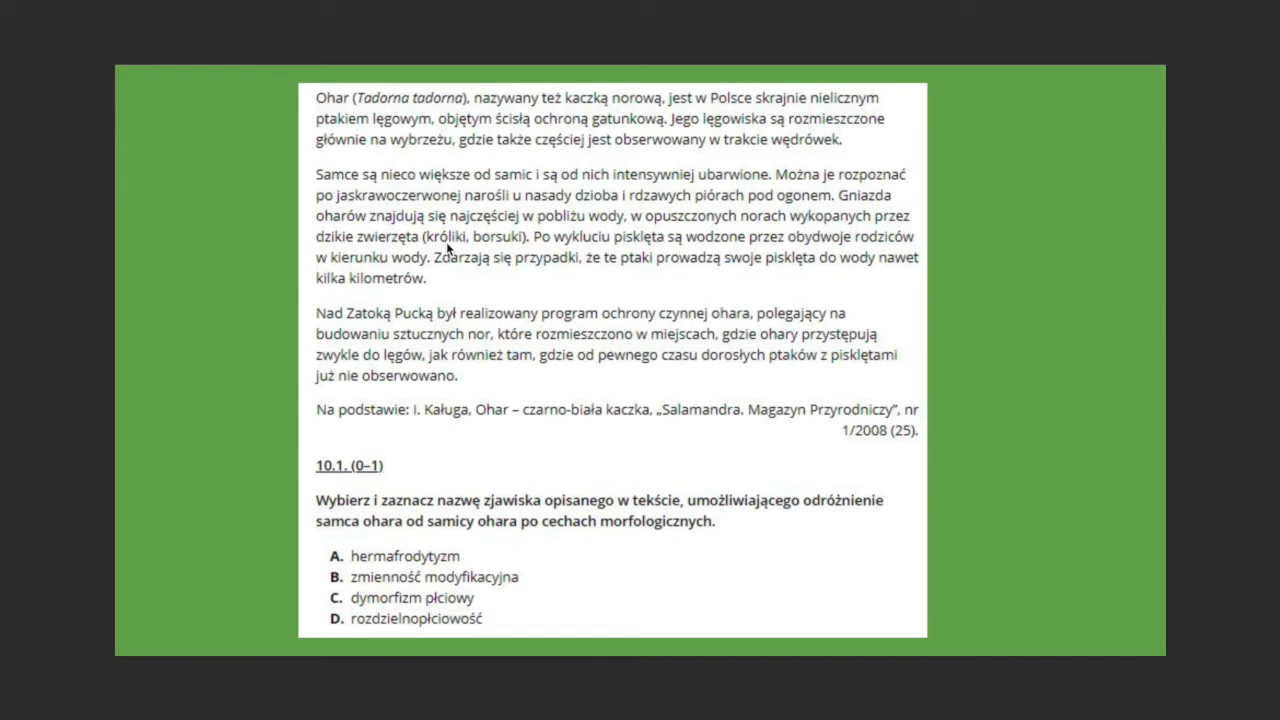 Ohar (Tadorna tadorna), nazywany też kaczką norową, jest w Polsce skrajnie nielicznym
ptakiem lęgowym, objętym ścisłą ochroną gatunkową. Jego lęgowiska są rozmieszczone
głównie na wybrzeżu, gdzie także częściej jest obserwowany w trakcie wędrówek.
Samce są nieco większe od samic i są od nich intensywniej ubarwione. Można je rozpoznać
po jaskrawoczerwonej narośli u nasady dzioba i rdzawych piórach pod ogonem. Gniazda
oharów znajdują się najczęściej w pobliżu wody, w opuszczonych norach wykopanych przez
dzikie zwierzęta (króliki, borsuki). Po wykluciu pisklęta są wodzone przez obydwoje rodziców
w kierunku wody. Zdarzają się przypadki, że te ptaki prowadzą swoje pisklęta do wody nawet
kilka kilometrów.
Nad Zatoką Pucką był realizowany program ochrony czynnej ohara, polegający na
budowaniu sztucznych nor, które rozmieszczono w miejscach, gdzie ohary przystępują
zwykle do lęgów, jak również tam, gdzie od pewnego czasu dorosłych ptaków z pisklętami
już nie obserwowano.
Na podstawie: I. Kaługa, Ohar – czarno-biała kaczka, „Salamandra. Magazyn Przyrodniczy”, nr
1/2008 (25).
10.1. (0–1)
Wybierz i zaznacz nazwę zjawiska opisanego w tekście, umożliwiającego odróżnienie
samca ohara od samicy ohara po cechach morfologicznych.
A. hermafrodytyzm
B. zmienność modyfikacyjna
C. dymorfizm płciowy
D. rozdzielnopłciowość